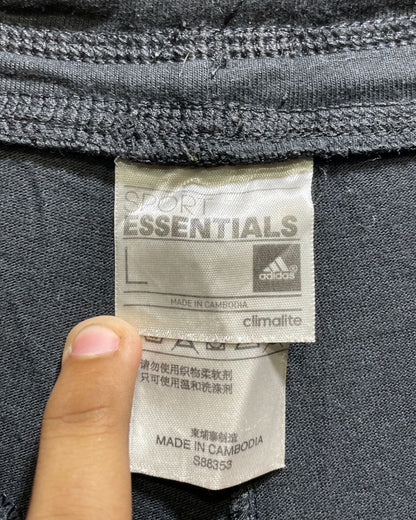 SPORT
ESSENTIALS
L
adidas®
MADE IN CAMBODIA
climalite
请勿使用织物柔软剂
只可使用温和洗涤剂
柬埔寨制造
MADE IN CAMBODIA
S88353